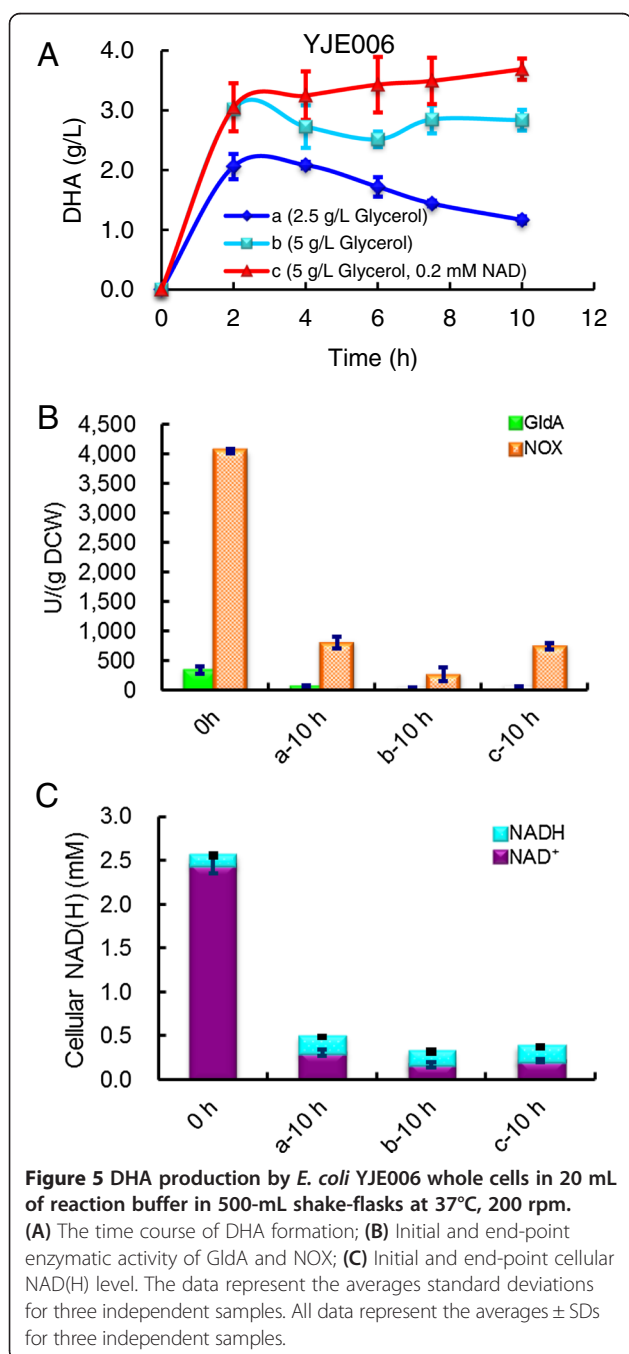 A
YJE006
DHA (g/L)
4.0
3.0
2.0
1.0
0.0
a (2.5 g/L Glycerol)
b (5 g/L Glycerol)
c (5 g/L Glycerol, 0.2 mM NAD)
0 2 4 6 8 10 12
Time (h)
B
U/(g DCW)
4,500
4,000
3,500
3,000
2,500
2,000
1,500
1,000
500
0
GldA
NOX
0h a-10 h b-10 h c-10 h
C
Cellular NAD(H) (mM)
3.0
2.5
2.0
1.5
1.0
0.5
0.0
NADH
NAD⁺
0 h a-10 h b-10 h c-10 h
Figure 5 DHA production by E. coli YJE006 whole cells in 20 mL
of reaction buffer in 500-mL shake-flasks at 37°C, 200 rpm.
(A) The time course of DHA formation; (B) Initial and end-point
enzymatic activity of GldA and NOX; (C) Initial and end-point cellular
NAD(H) level. The data represent the averages standard deviations
for three independent samples. All data represent the averages ± SDs
for three independent samples.